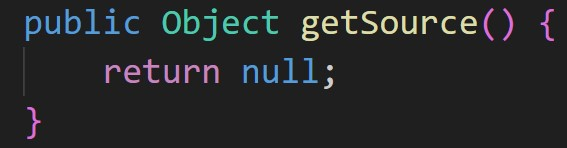 public Object getSource() {
    return null;
}